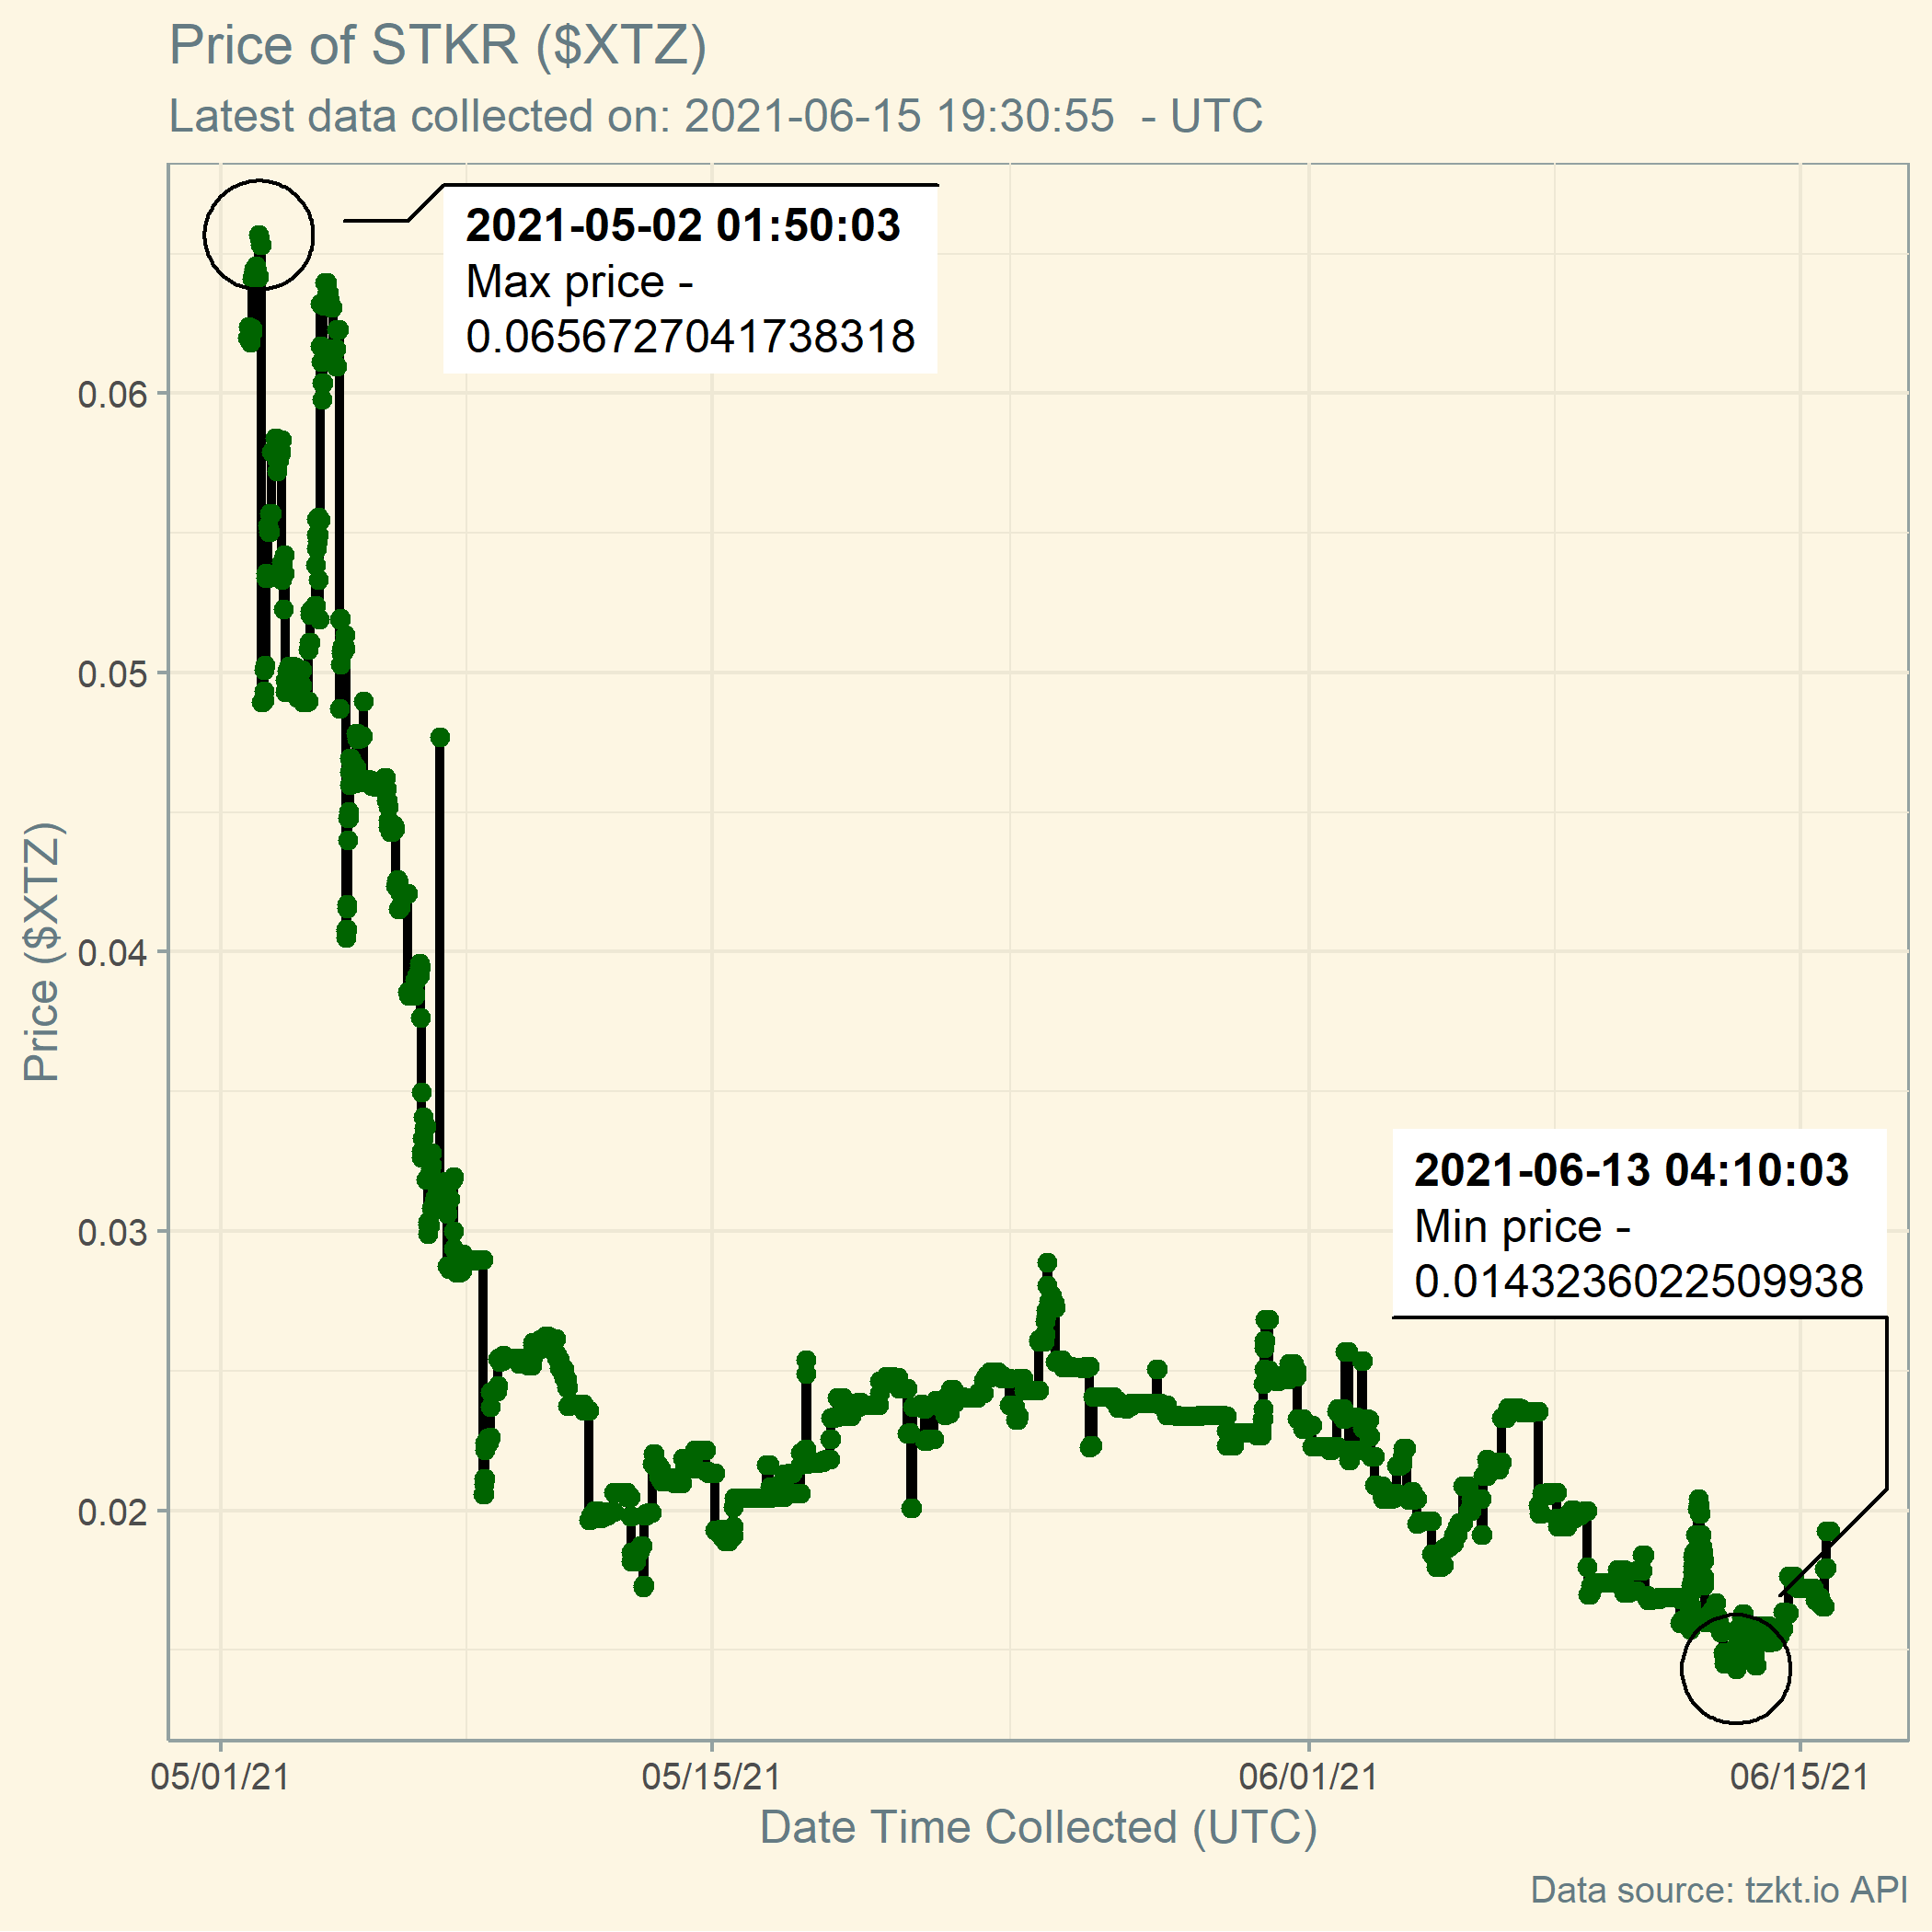 Price of STKR ($XTZ)
Latest data collected on: 2021-06-15 19:30:55 - UTC
2021-05-02 01:50:03
Max price -
0.0656727041738318
0.06
0.05
0.04
0.03
0.02
Price ($XTZ)
2021-06-13 04:10:03
Min price -
0.0143236022509938
05/01/21
05/15/21
06/01/21
06/15/21
Date Time Collected (UTC)
Data source: tzkt.io API